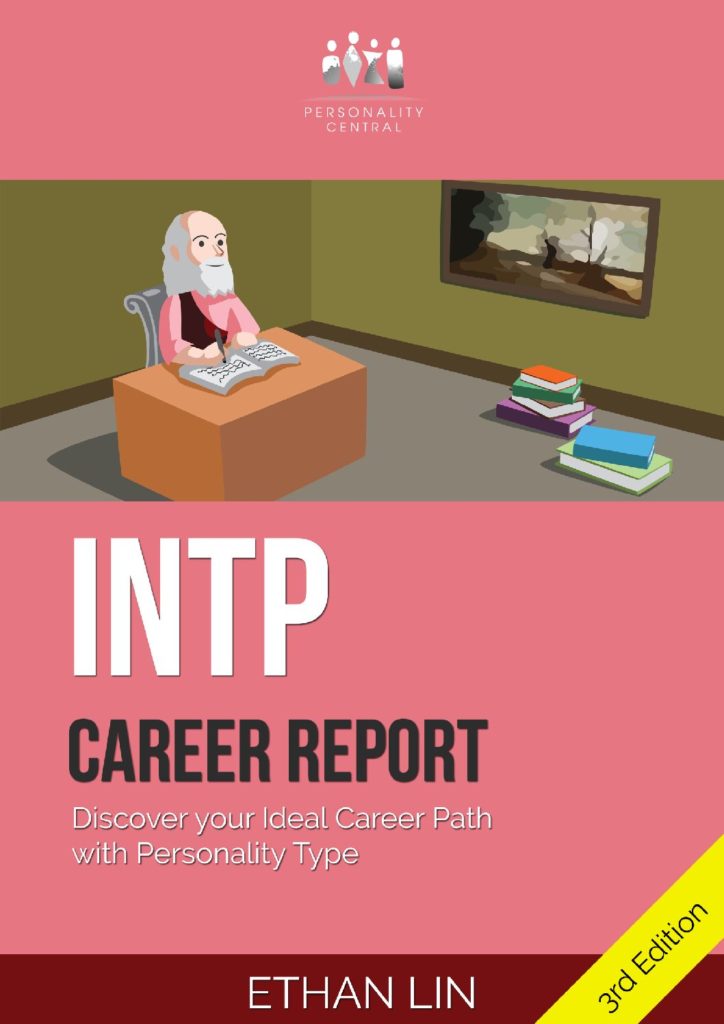 PERSONALITY
CENTRAL
INTP
CAREER REPORT
Discover your Ideal Career Path
with Personality Type
3rd Edition
ETHAN LIN